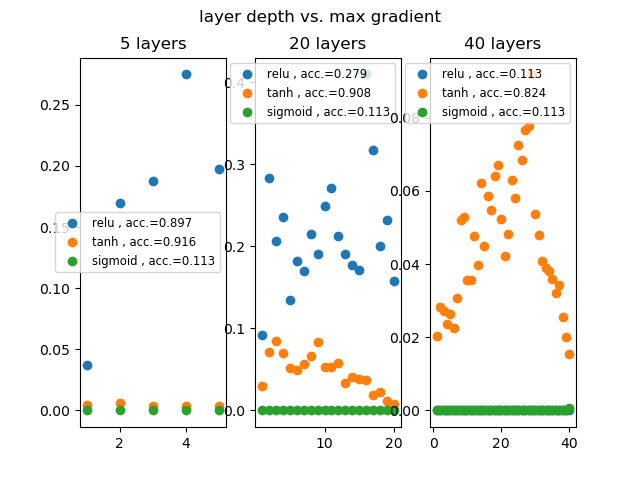 layer depth vs. max gradient
5 layers
20 layers
40 layers
relu , acc.=0.897
tanh , acc.=0.916
sigmoid , acc.=0.113
relu , acc.=0.279
tanh , acc.=0.908
sigmoid , acc.=0.113
relu , acc.=0.113
tanh , acc.=0.824
sigmoid , acc.=0.113
0.25
0.20
0.15
0.10
0.05
0.00
2 4
0.4
0.3
0.2
0.1
0.0
10 20
0.08
0.06
0.04
0.02
0.00
0 20 40